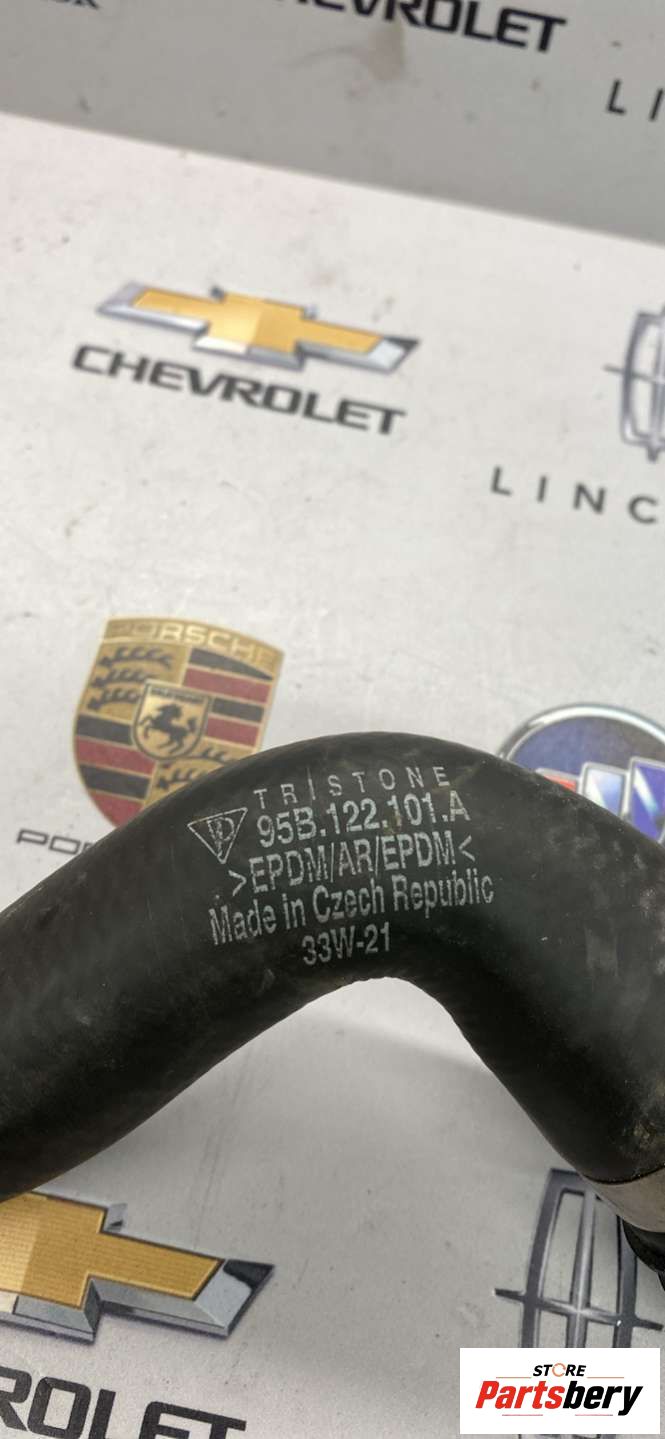 CHEVROLET
LI
CHEVROLET
LINC
PORSCHE
TRISTONE
95B.122.101.A
>EPDM/AR/EPDM<
Made in Czech Republic
33W-21
ROLET
STORE
Partsbery